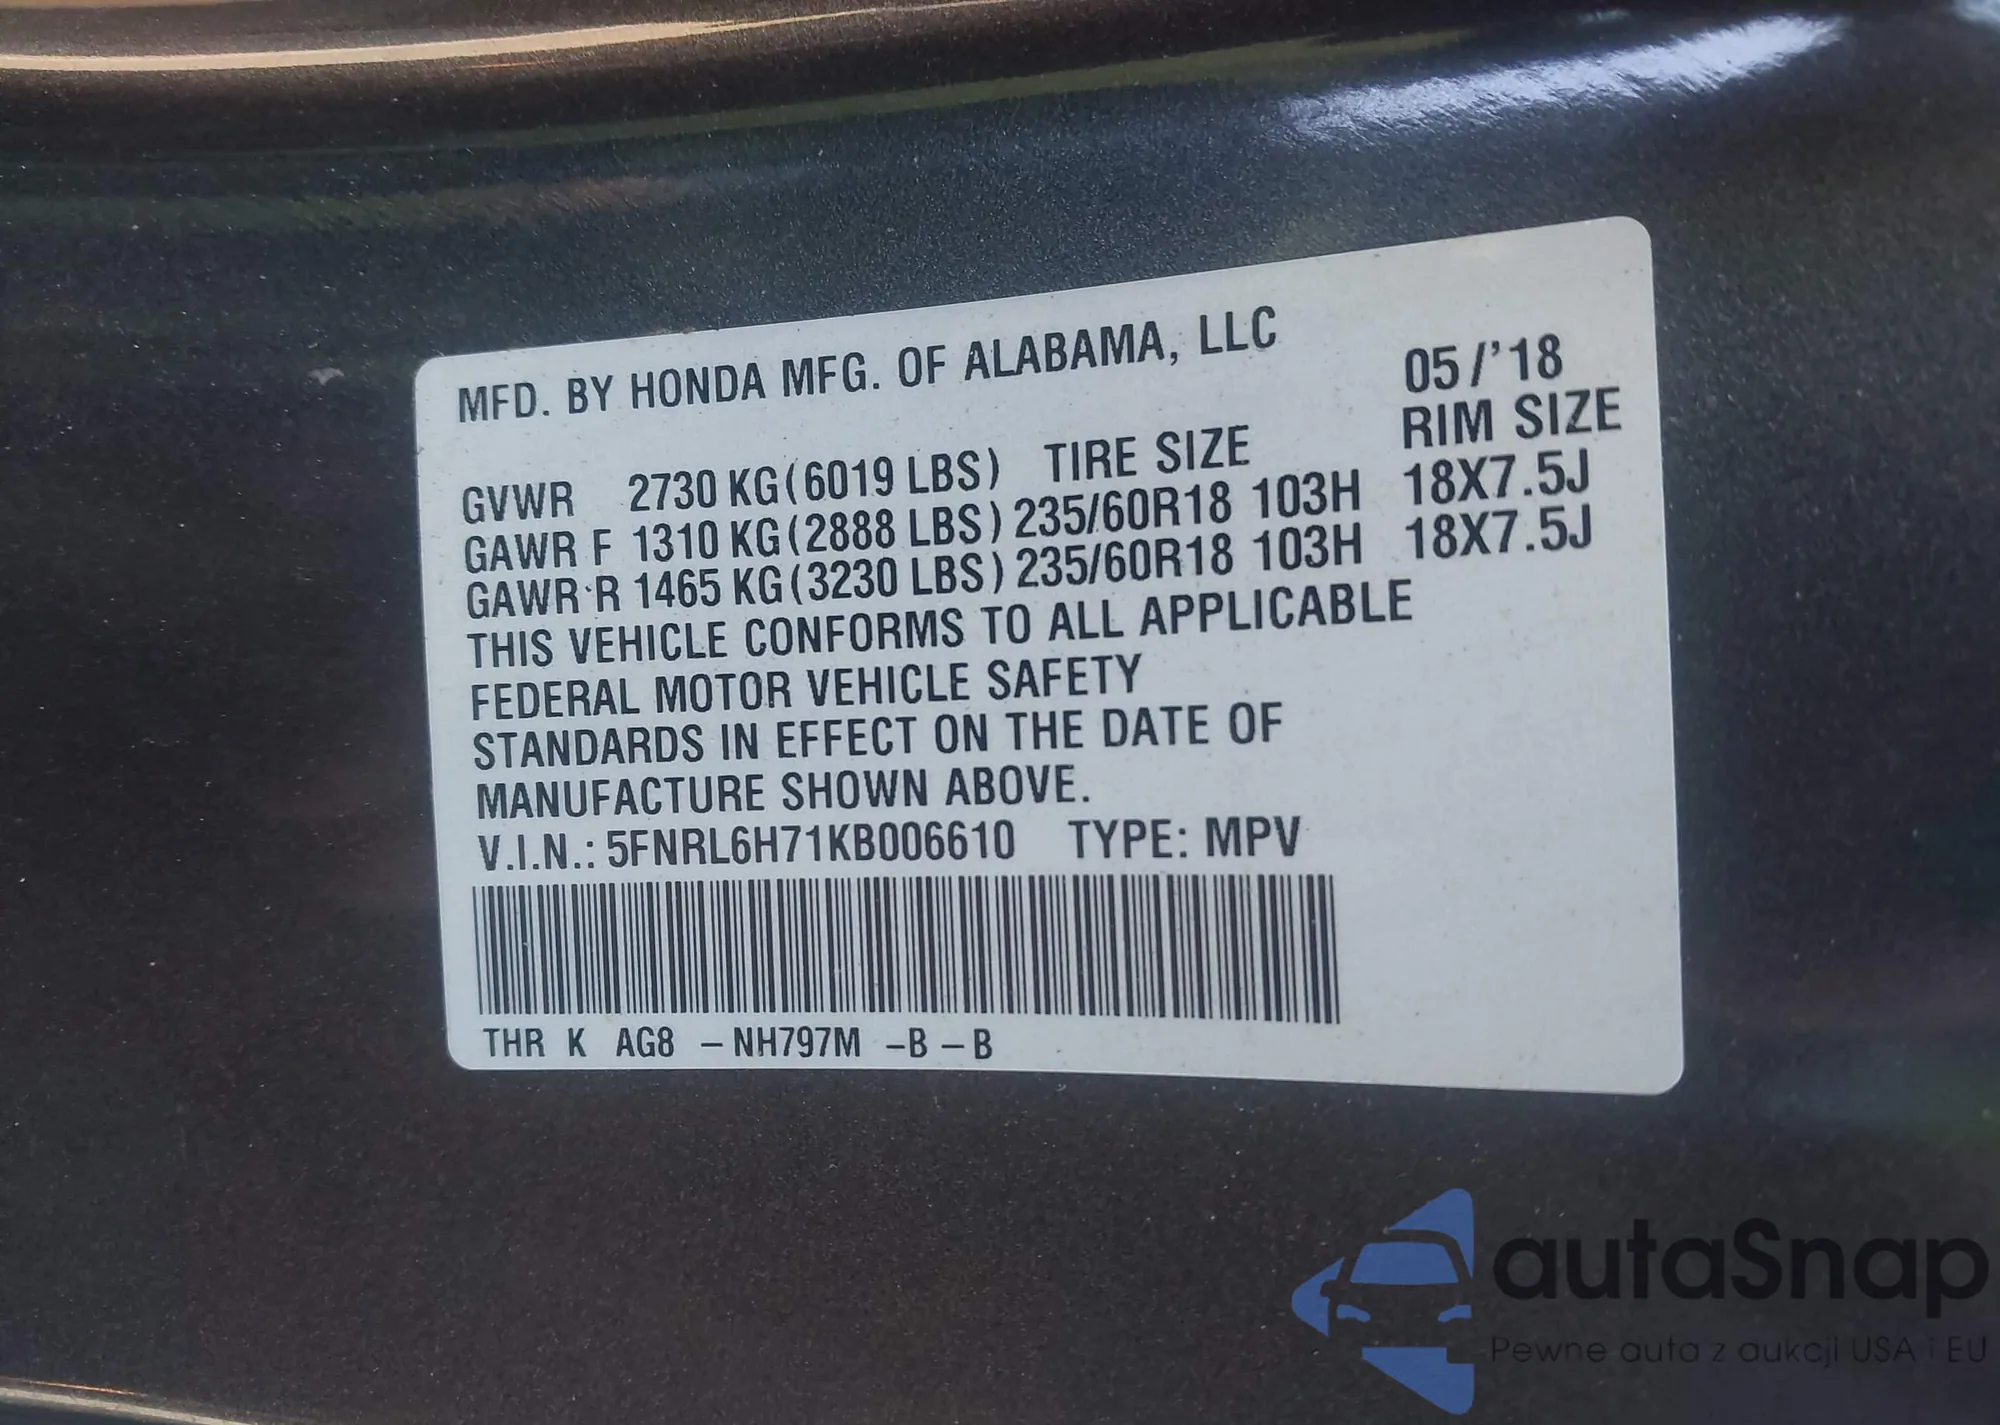 MFD. BY HONDA MFG. OF ALABAMA, LLC 05/'18
RIM SIZE
GVWR 2730 KG (6019 LBS) TIRE SIZE
GAWR F 1310 KG (2888 LBS) 235/60R18 103H 18X7.5J
GAWR R 1465 KG (3230 LBS) 235/60R18 103H 18X7.5J
THIS VEHICLE CONFORMS TO ALL APPLICABLE
FEDERAL MOTOR VEHICLE SAFETY
STANDARDS IN EFFECT ON THE DATE OF
MANUFACTURE SHOWN ABOVE.
V.I.N.: 5FNRL6H71KB006610 TYPE: MPV
THR K AG8 – NH797M – B – B
autaSnap
Pewne auta z aukcji USA i EU